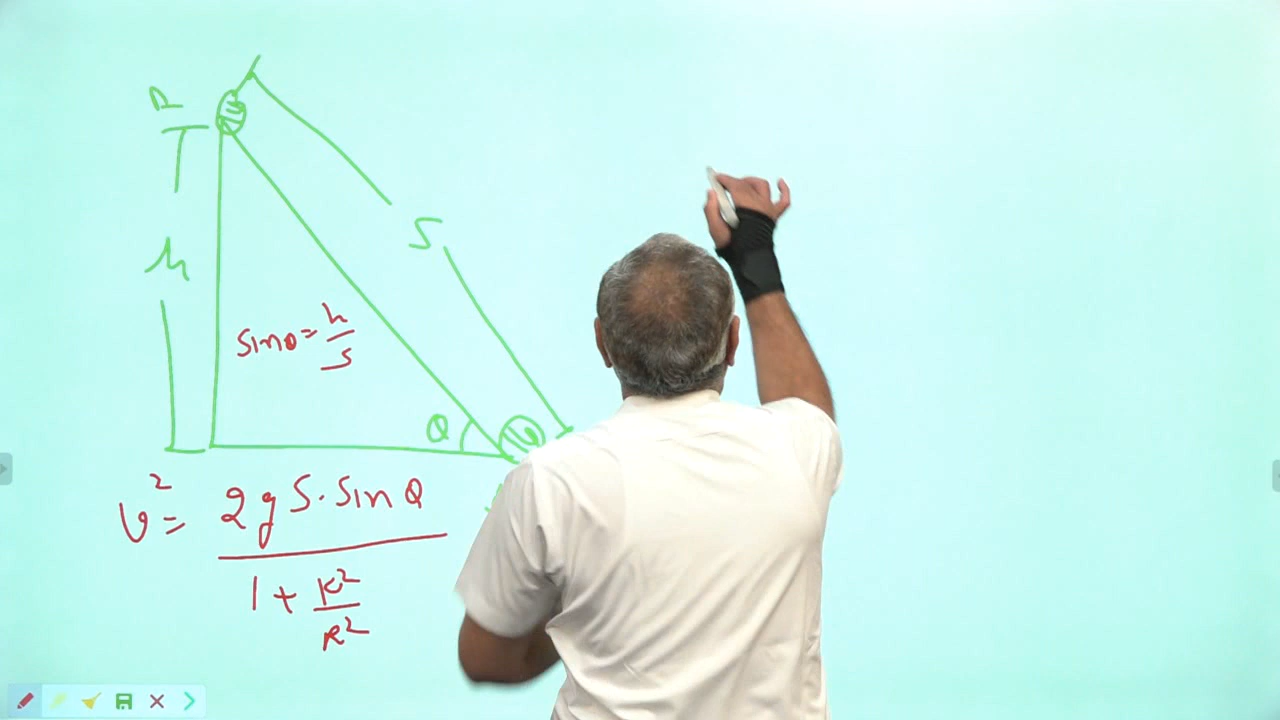 h
S
sinθ = h/s
θ
v² = 2gS·Sinθ / 1 + K²/R²